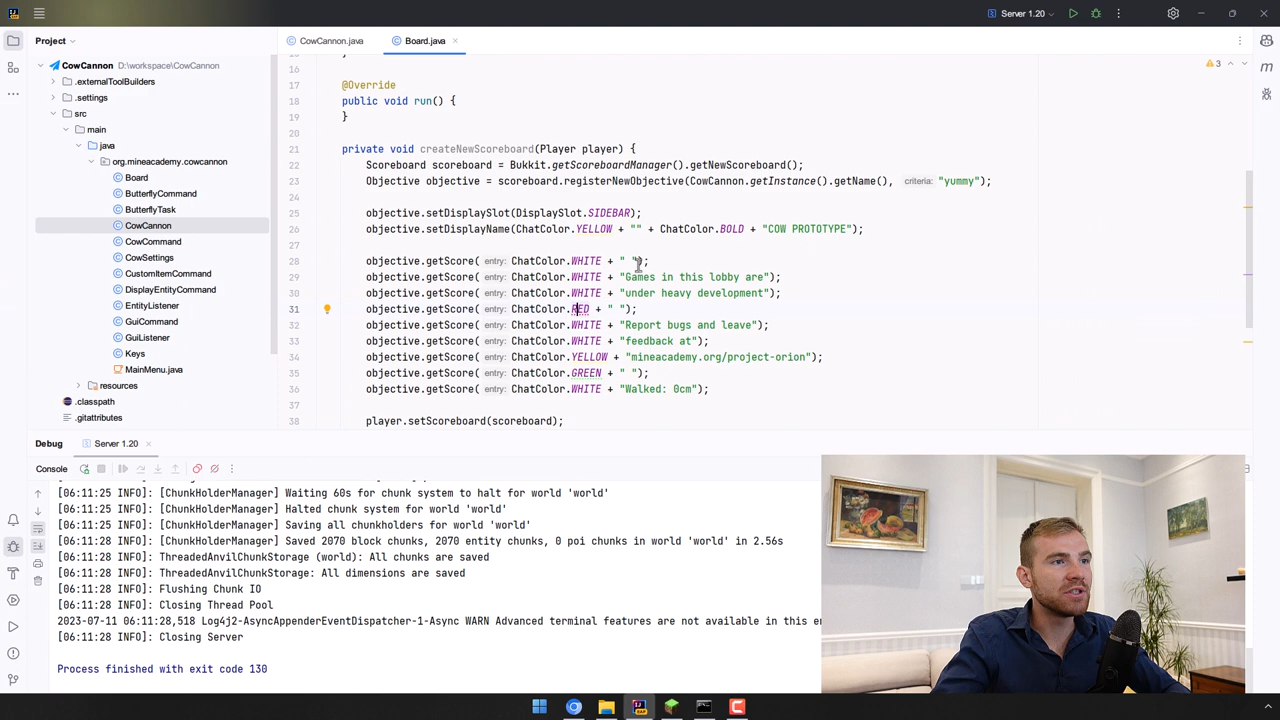 Server 1.20
Project
CowCannon.java
Board.java
CowCannon D:\workspace\CowCannon
.externalToolBuilders
.settings
src
main
java
org.mineacademy.cowcannon
Board
ButterflyCommand
ButterflyTask
CowCannon
CowCommand
CowSettings
CustomItemCommand
DisplayEntityCommand
EntityListener
GuiCommand
GuiListener
Keys
MainMenu.java
resources
.classpath
.gitattributes
3
16
17 @Override
18 public void run() {
19 }
20
21 private void createNewScoreboard(Player player) {
22 Scoreboard scoreboard = Bukkit.getScoreboardManager().getNewScoreboard();
23 Objective objective = scoreboard.registerNewObjective(CowCannon.getInstance().getName(), criteria: "yummy");
24
25 objective.setDisplaySlot(DisplaySlot.SIDEBAR);
26 objective.setDisplayName(ChatColor.YELLOW + "" + ChatColor.BOLD + "COW PROTOTYPE");
27
28 objective.getScore( entry: ChatColor.WHITE + " ");
29 objective.getScore( entry: ChatColor.WHITE + "Games in this lobby are");
30 objective.getScore( entry: ChatColor.WHITE + "under heavy development");
31 objective.getScore( entry: ChatColor.RED + " ");
32 objective.getScore( entry: ChatColor.WHITE + "Report bugs and leave");
33 objective.getScore( entry: ChatColor.WHITE + "feedback at");
34 objective.getScore( entry: ChatColor.YELLOW + "mineacademy.org/project-orion");
35 objective.getScore( entry: ChatColor.GREEN + " ");
36 objective.getScore( entry: ChatColor.WHITE + "Walked: 0cm");
37
38 player.setScoreboard(scoreboard);
Debug
Server 1.20
Console
[06:11:25 INFO]: [ChunkHolderManager] Waiting 60s for chunk system to halt for world 'world'
[06:11:28 INFO]: [ChunkHolderManager] Halted chunk system for world 'world'
[06:11:25 INFO]: [ChunkHolderManager] Saving all chunkholders for world 'world'
[06:11:28 INFO]: [ChunkHolderManager] Saved 2070 block chunks, 2070 entity chunks, 0 poi chunks in world 'world' in 2.56s
[06:11:28 INFO]: ThreadedAnvilChunkStorage (world): All chunks are saved
[06:11:28 INFO]: ThreadedAnvilChunkStorage: All dimensions are saved
[06:11:28 INFO]: Flushing Chunk IO
[06:11:28 INFO]: Closing Thread Pool
2023-07-11 06:11:28,518 Log4j2-AsyncAppenderEventDispatcher-1-Async WARN Advanced terminal features are not available in this en
[06:11:28 INFO]: Closing Server
Process finished with exit code 130